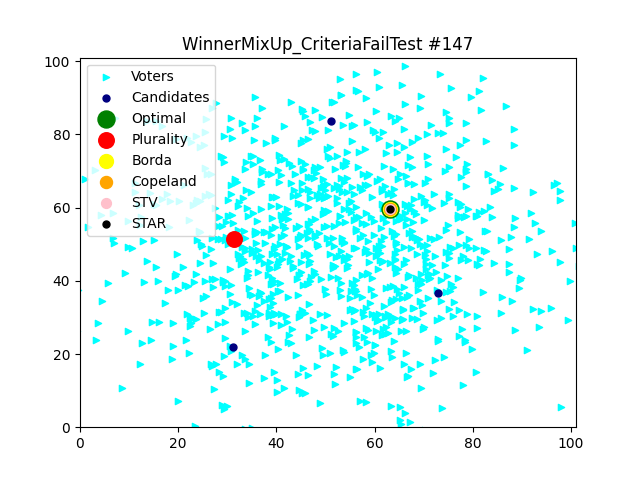 WinnerMixUp_CriteriaFailTest #147
100
80
60
40
20
0
Voters
Candidates
Optimal
Plurality
Borda
Copeland
STV
STAR
0 20 40 60 80 100